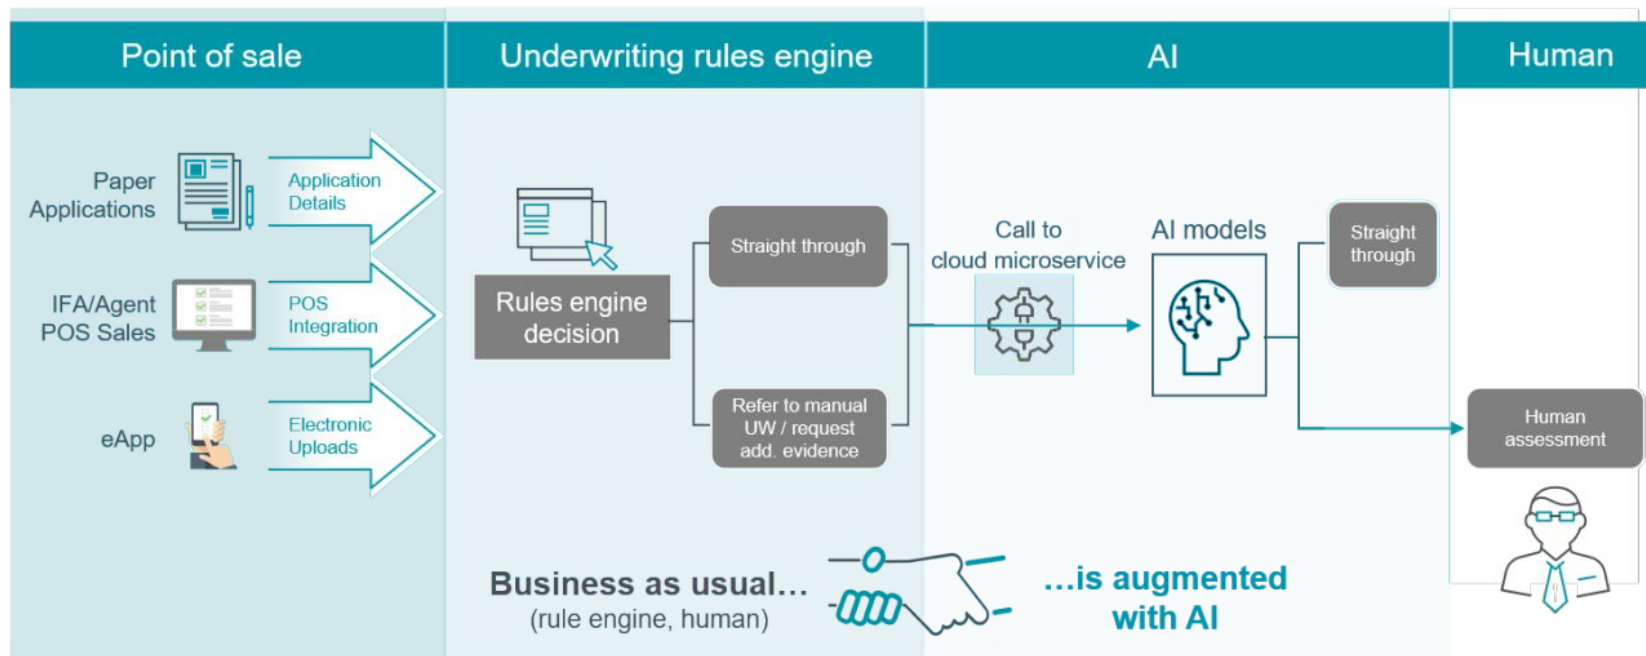 Point of sale
Underwriting rules engine
AI
Human
Paper
Applications
Application
Details
IFA/Agent
POS Sales
POS
Integration
eApp
Electronic
Uploads
Rules engine
decision
Straight through
Refer to manual
UW / request
add. evidence
Call to
cloud microservice
AI models
Straight
through
Human
assessment
Business as usual...
(rule engine, human)
...is augmented
with AI